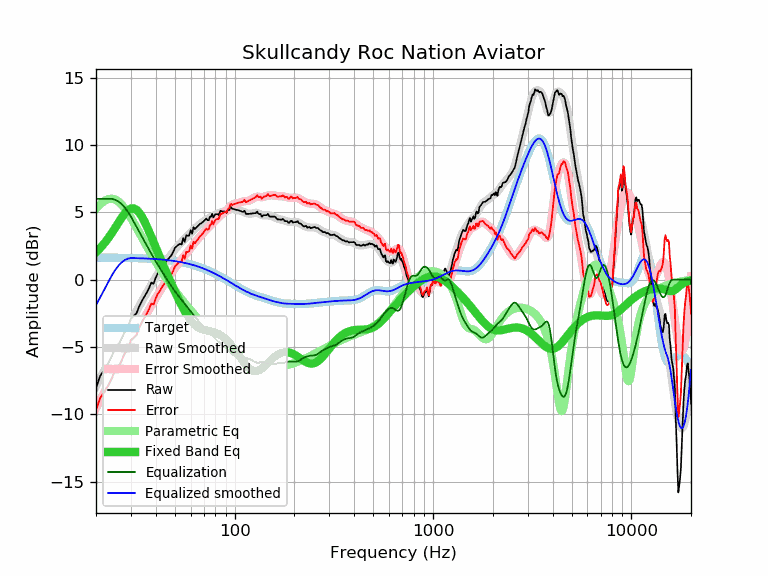 Skullcandy Roc Nation Aviator
15
10
5
0
−5
−10
−15
Amplitude (dBr)
Target
Raw Smoothed
Error Smoothed
Raw
Error
Parametric Eq
Fixed Band Eq
Equalization
Equalized smoothed
100 1000 10000
Frequency (Hz)